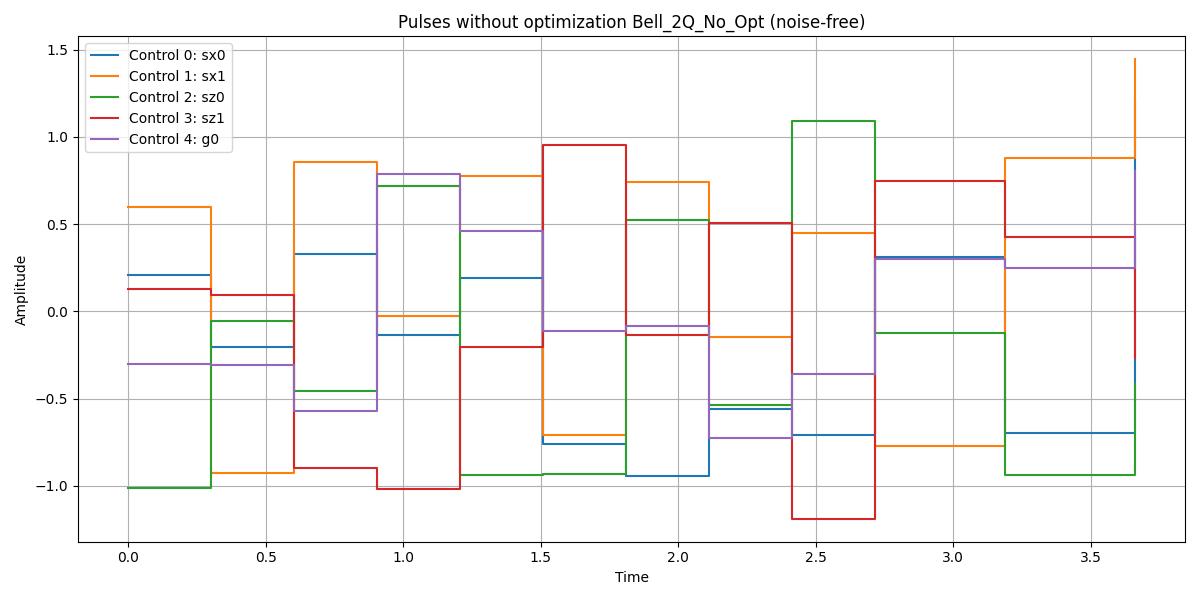 Pulses without optimization Bell_2Q_No_Opt (noise-free)
Control 0: sx0
Control 1: sx1
Control 2: sz0
Control 3: sz1
Control 4: g0
Amplitude
1.5
1.0
0.5
0.0
−0.5
−1.0
0.0 0.5 1.0 1.5 2.0 2.5 3.0 3.5
Time